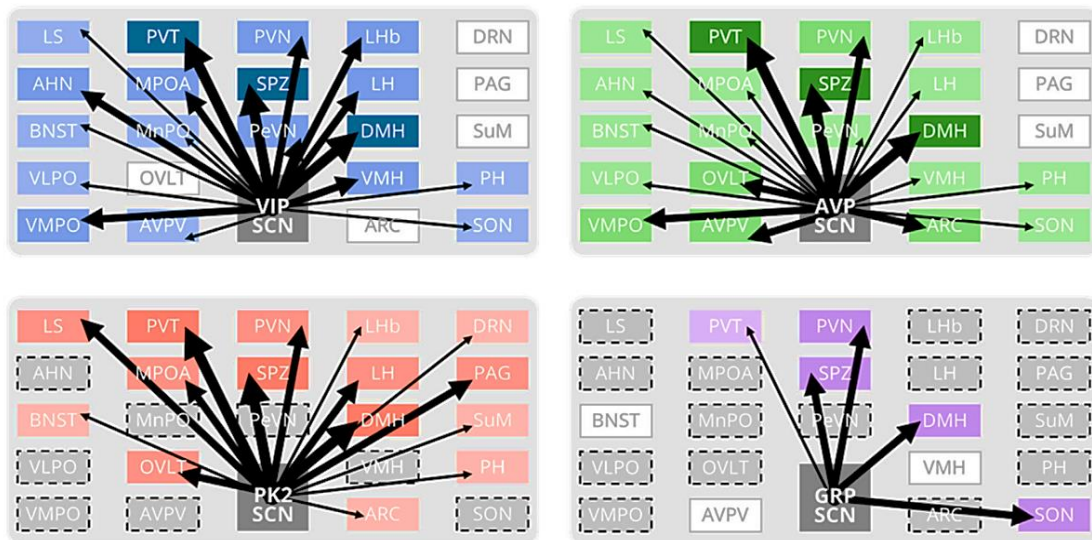 LS PVT PVN LHb DRN
AHN MPOA SPZ LH PAG
BNST MnPO PeVN DMH SuM
VLPO OVLT VMH PH
VIP
VMPO AVPV SCN ARC SON
LS PVT PVN LHb DRN
AHN MPOA SPZ LH PAG
BNST MnPO PeVN DMH SuM
VLPO OVLT VMH PH
AVP
VMPO AVPV SCN ARC SON
LS PVT PVN LHb DRN
AHN MPOA SPZ LH PAG
BNST MnPO PeVN DMH SuM
VLPO OVLT VMH PH
PK2
VMPO AVPV SCN ARC SON
LS PVT PVN LHb DRN
AHN MPOA SPZ LH PAG
BNST MnPO PeVN DMH SuM
VLPO OVLT VMH PH
GRP
VMPO AVPV SCN ARC SON